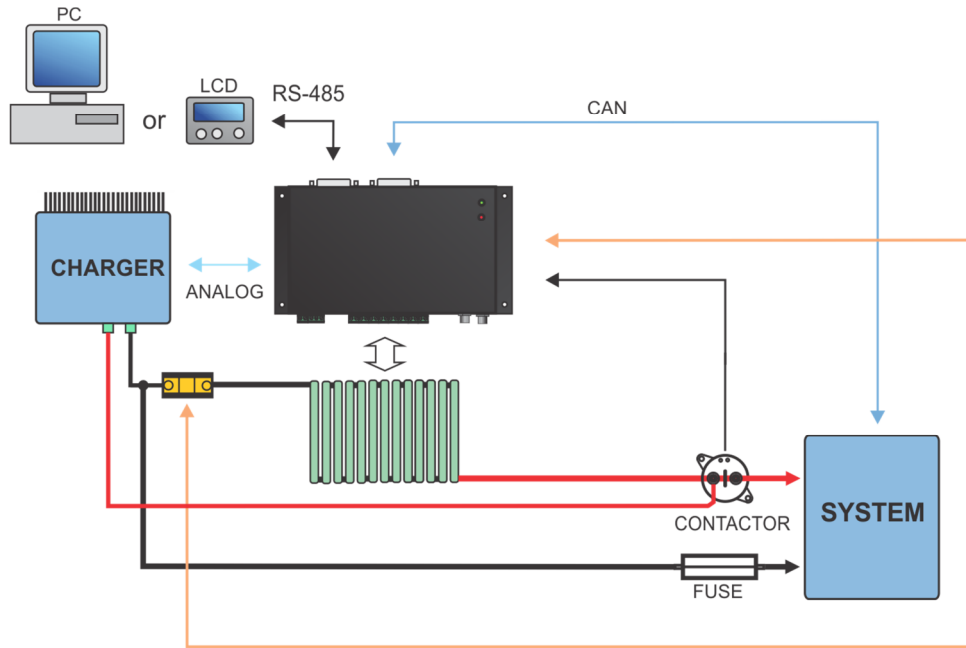 PC
or
LCD
RS-485
CAN
CHARGER
ANALOG
CONTACTOR
SYSTEM
FUSE